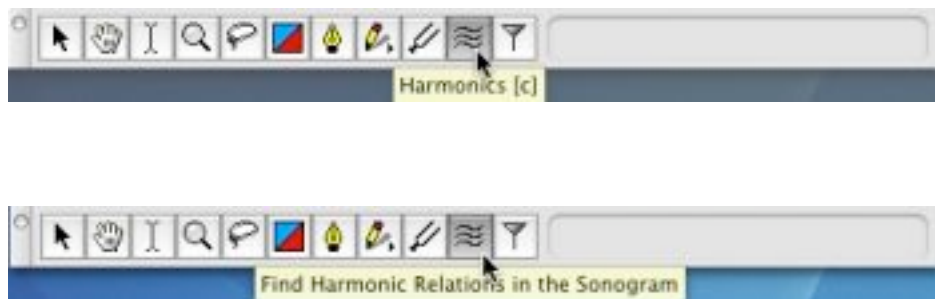 Harmonics [c]
Find Harmonic Relations in the Sonogram